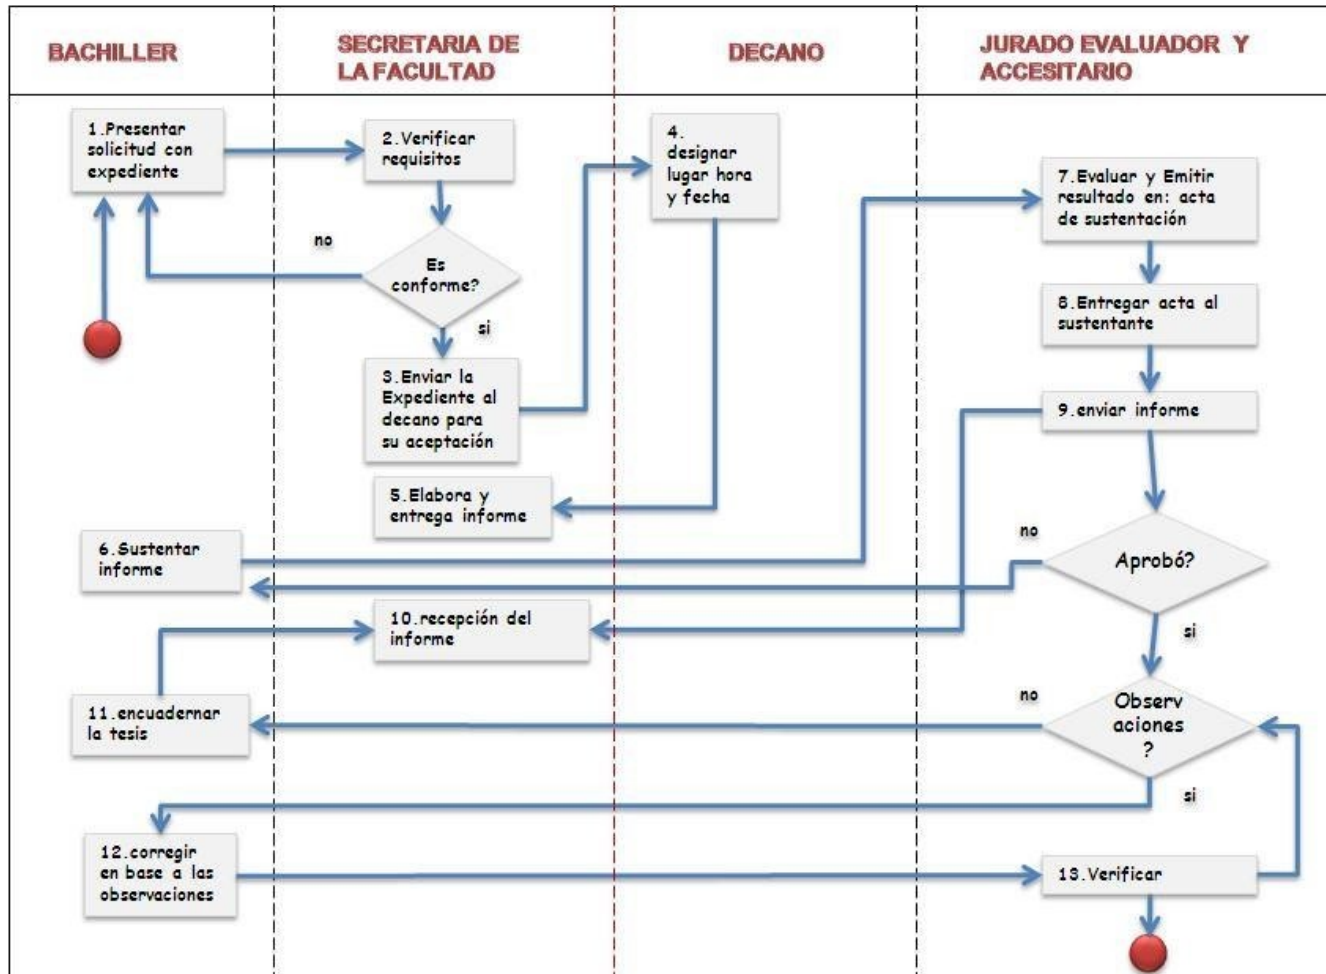 BACHILLER
SECRETARIA DE
LA FACULTAD
DECANO
JURADO EVALUADOR Y
ACCESITARIO
1.Presentar
solicitud con
expediente
2.Verificar
requisitos
4.
designar
lugar hora
y fecha
7.Evaluar y Emitir
resultado en: acta
de sustentación
no
Es
conforme?
si
8.Entregar acta al
sustentante
3.Enviar la
Expediente al
decano para
su aceptación
9.enviar informe
5.Elabora y
entrega informe
6.Sustentar
informe
no
Aprobó?
si
10.recepción del
informe
11.encuadernar
la tesis
no
Observ
aciones
?
si
12.corregir
en base a las
observaciones
13.Verificar